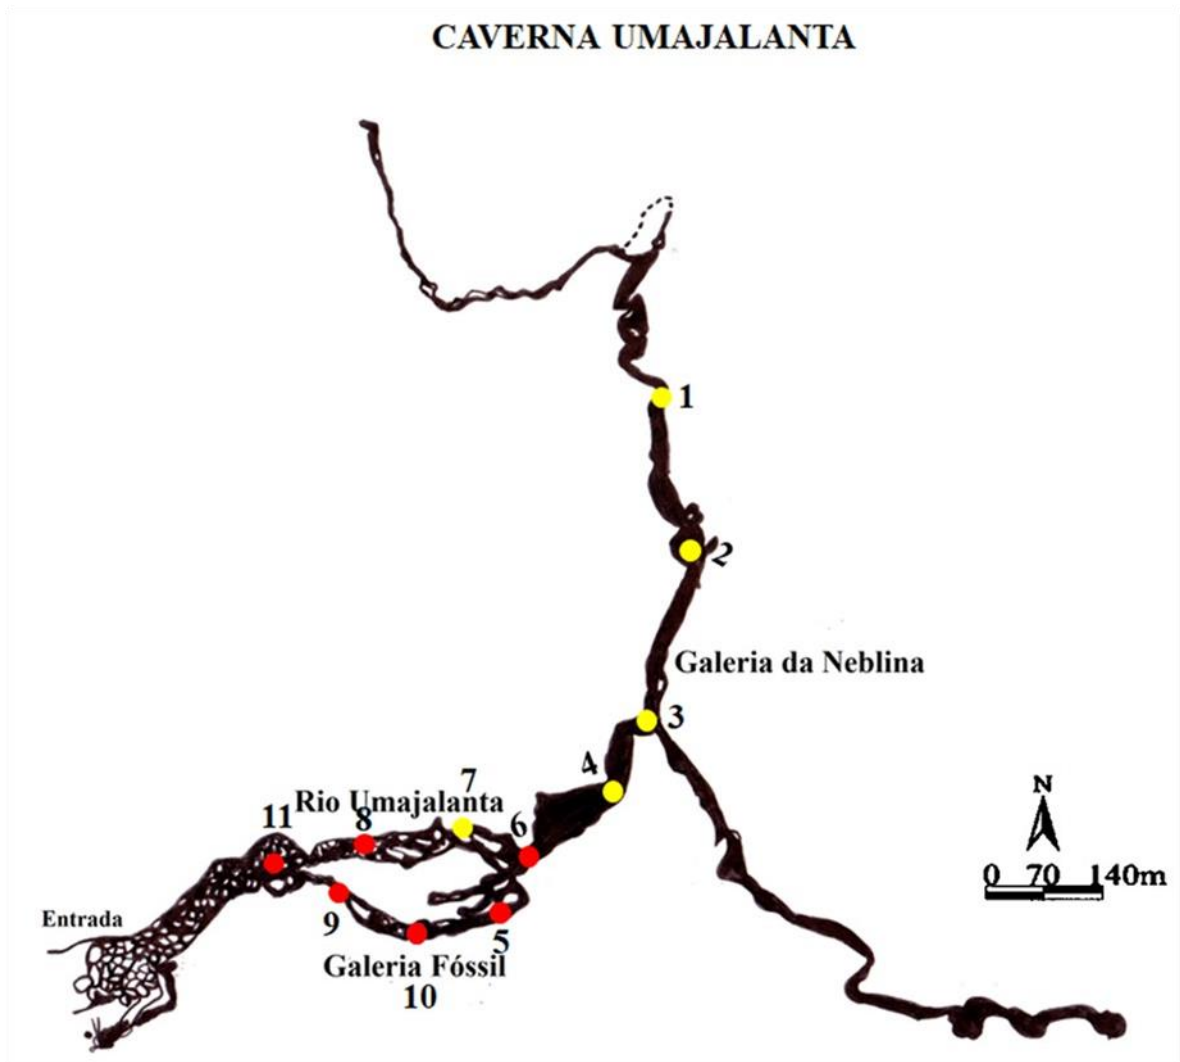 CAVERNA UMAJALANTA
1
2
Galeria da Neblina
3
4
7
Rio Umajalanta
11
8
6
N
0 70 140m
Entrada
9
5
Galeria Fóssil
10